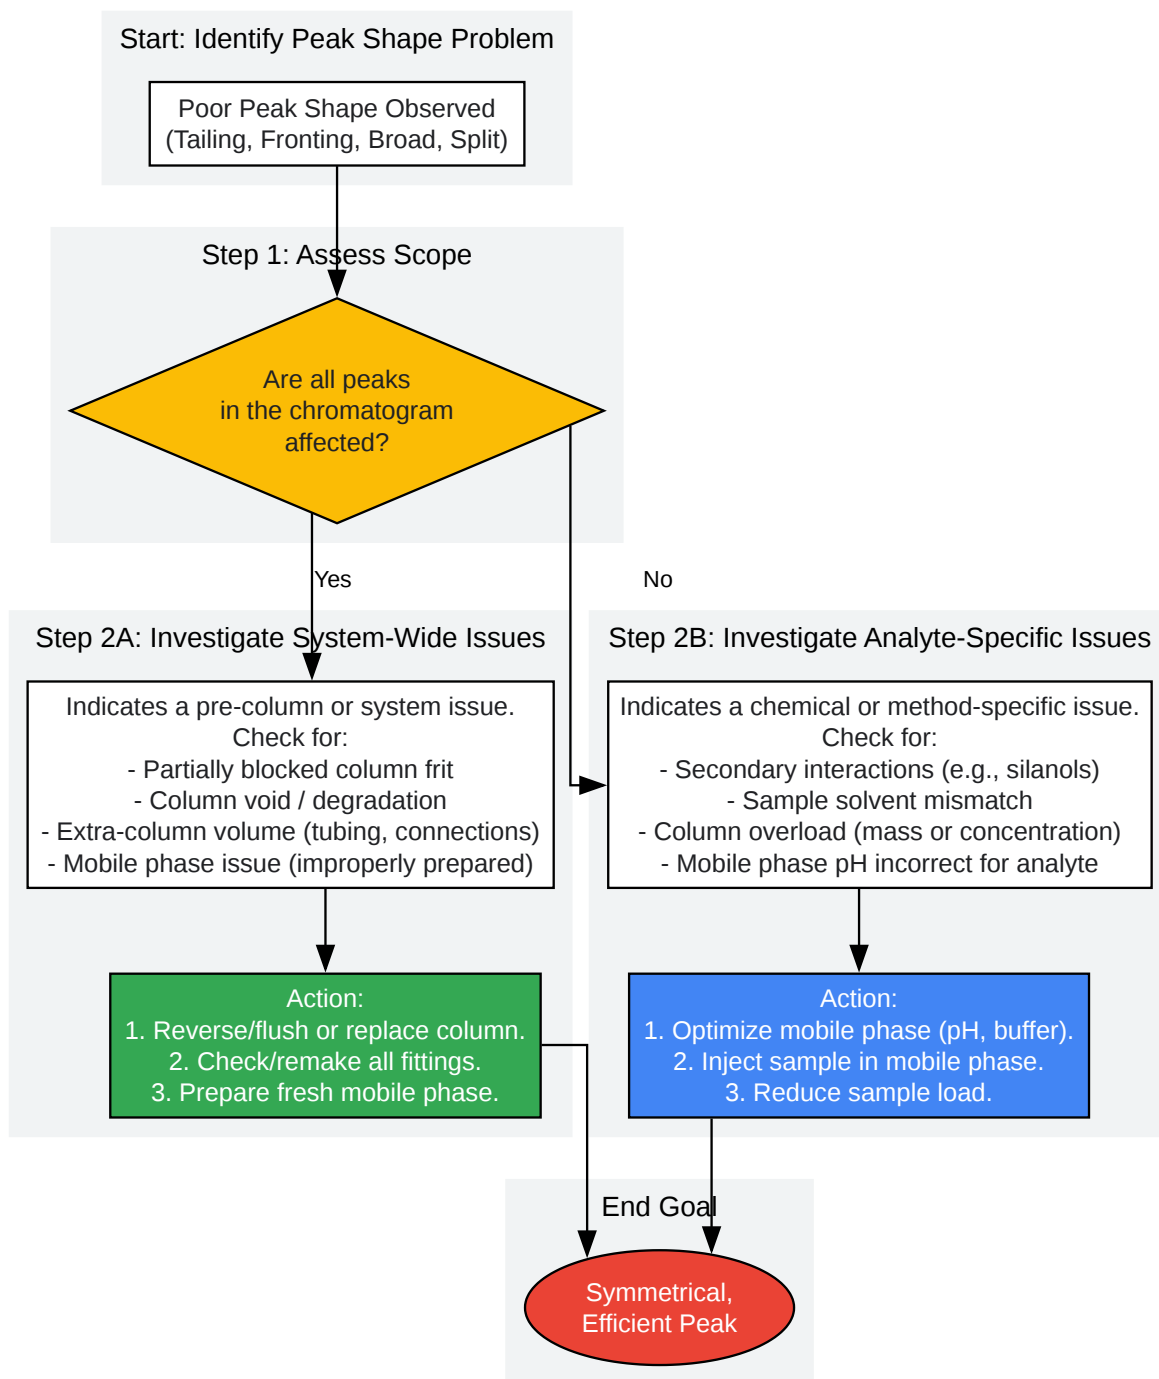 Start: Identify Peak Shape Problem
Poor Peak Shape Observed
(Tailing, Fronting, Broad, Split)
Step 1: Assess Scope
Are all peaks
in the chromatogram
affected?
Yes
No
Step 2A: Investigate System-Wide Issues
Indicates a pre-column or system issue.
Check for:
- Partially blocked column frit
- Column void / degradation
- Extra-column volume (tubing, connections)
- Mobile phase issue (improperly prepared)
Action:
1. Reverse/flush or replace column.
2. Check/remake all fittings.
3. Prepare fresh mobile phase.
Step 2B: Investigate Analyte-Specific Issues
Indicates a chemical or method-specific issue.
Check for:
- Secondary interactions (e.g., silanols)
- Sample solvent mismatch
- Column overload (mass or concentration)
- Mobile phase pH incorrect for analyte
Action:
1. Optimize mobile phase (pH, buffer).
2. Inject sample in mobile phase.
3. Reduce sample load.
End Goal
Symmetrical,
Efficient Peak